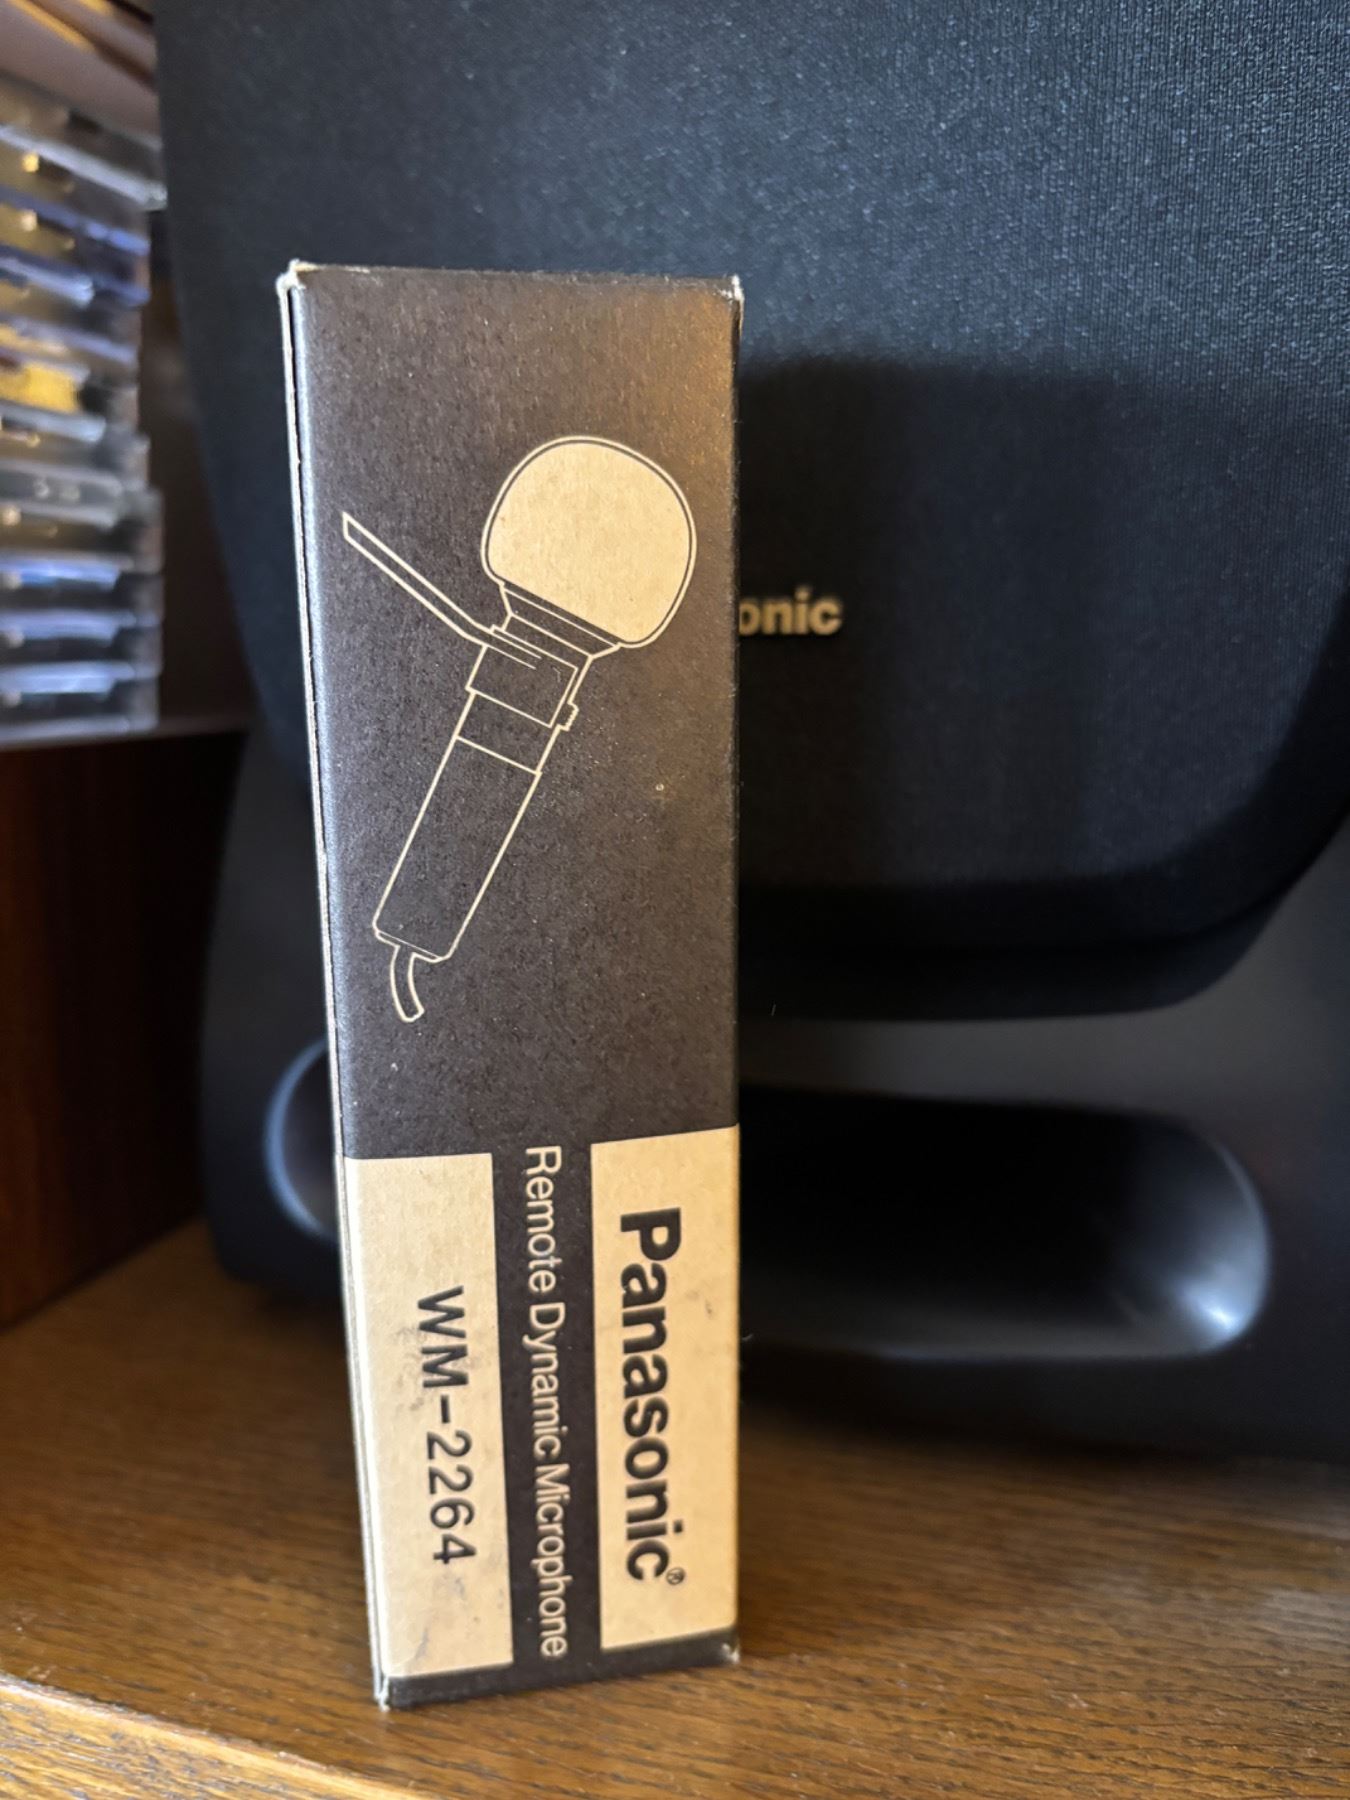 Panasonic®
Remote Dynamic Microphone
WM-2264
onic